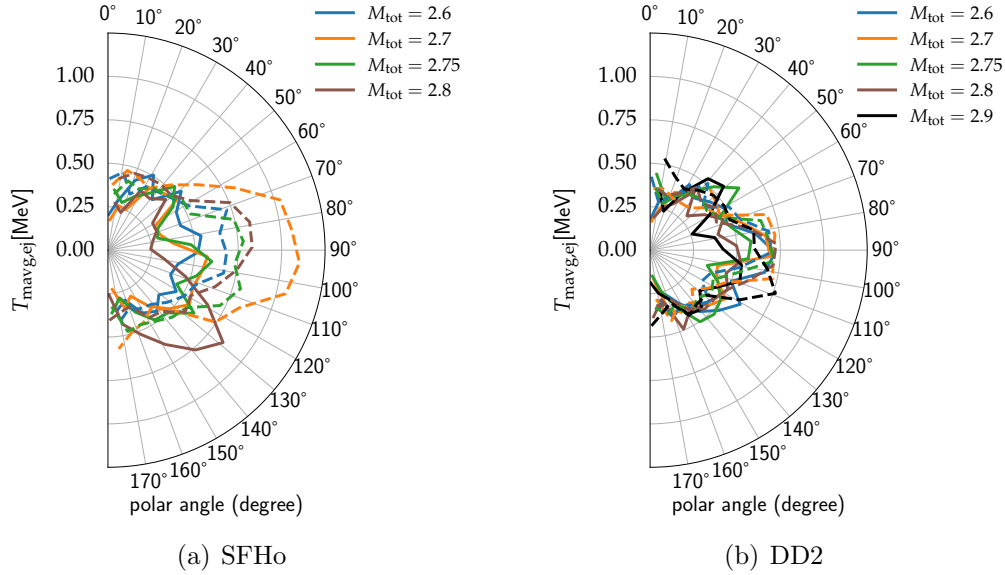 0° 10° 20° 30° 40° 50° 60° 70° 80° 90° 100° 110° 120° 130° 140° 150° 160° 170°
1.00
0.75
0.50
0.25
0.00
T_mavg,ej[MeV]
M_tot = 2.6
M_tot = 2.7
M_tot = 2.75
M_tot = 2.8
polar angle (degree)
(a) SFHo
0° 10° 20° 30° 40° 50° 60° 70° 80° 90° 100° 110° 120° 130° 140° 150° 160° 170°
1.00
0.75
0.50
0.25
0.00
T_mavg,ej[MeV]
M_tot = 2.6
M_tot = 2.7
M_tot = 2.75
M_tot = 2.8
M_tot = 2.9
polar angle (degree)
(b) DD2